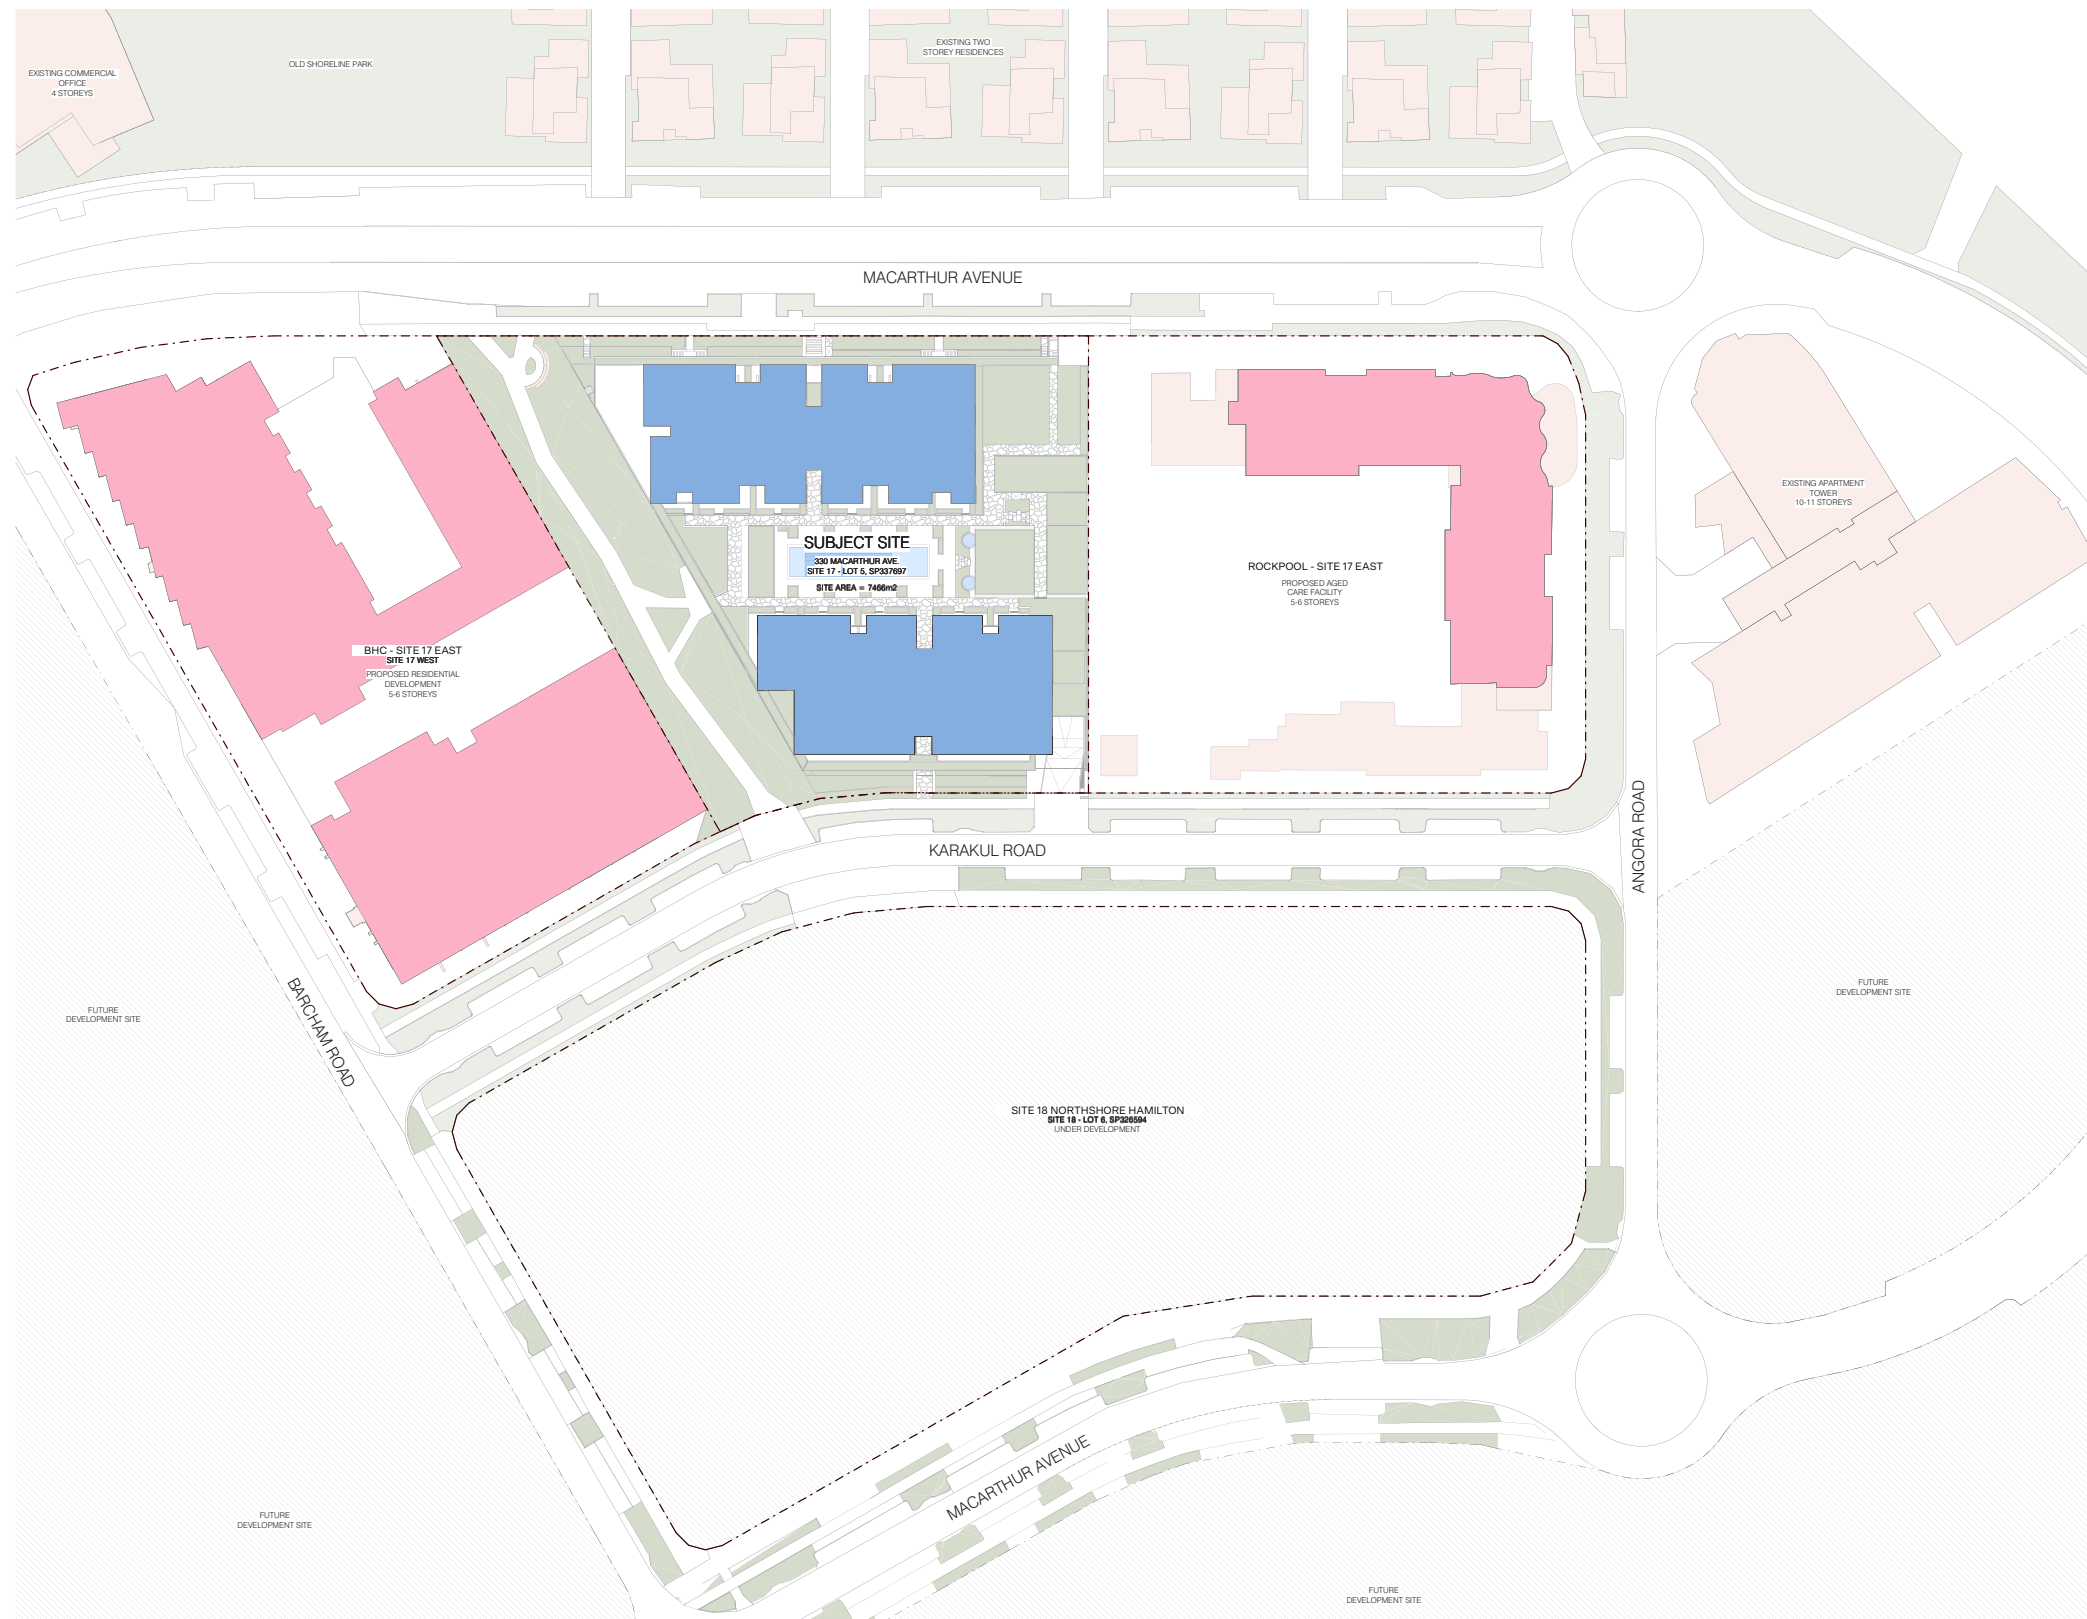 EXISTING COMMERCIAL
OFFICE
4 STOREYS
OLD SHORELINE PARK
EXISTING TWO
STOREY RESIDENCES
MACARTHUR AVENUE
SUBJECT SITE
330 MACARTHUR AVE.
SITE 17 - LOT 5, SP337697
SITE AREA = 7466m2
ROCKPOOL - SITE 17 EAST
PROPOSED AGED
CARE FACILITY
5-6 STOREYS
EXISTING APARTMENT
TOWER
10-11 STOREYS
BHC - SITE 17 EAST
SITE 17 WEST
PROPOSED RESIDENTIAL
DEVELOPMENT
5-6 STOREYS
KARAKUL ROAD
ANGORA ROAD
BARCHAM ROAD
FUTURE
DEVELOPMENT SITE
FUTURE
DEVELOPMENT SITE
SITE 18 NORTHSHORE HAMILTON
SITE 18 - LOT 6, SP326594
UNDER DEVELOPMENT
MACARTHUR AVENUE
FUTURE
DEVELOPMENT SITE
FUTURE
DEVELOPMENT SITE